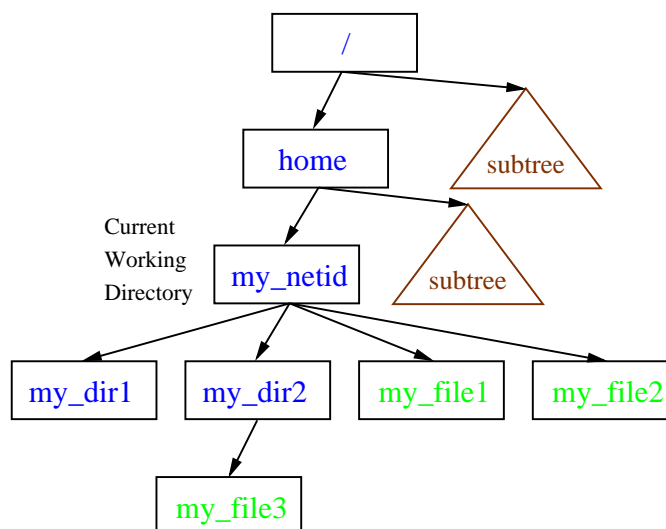 /
home
subtree
Current
Working
Directory
my_netid
subtree
my_dir1
my_dir2
my_file1
my_file2
my_file3